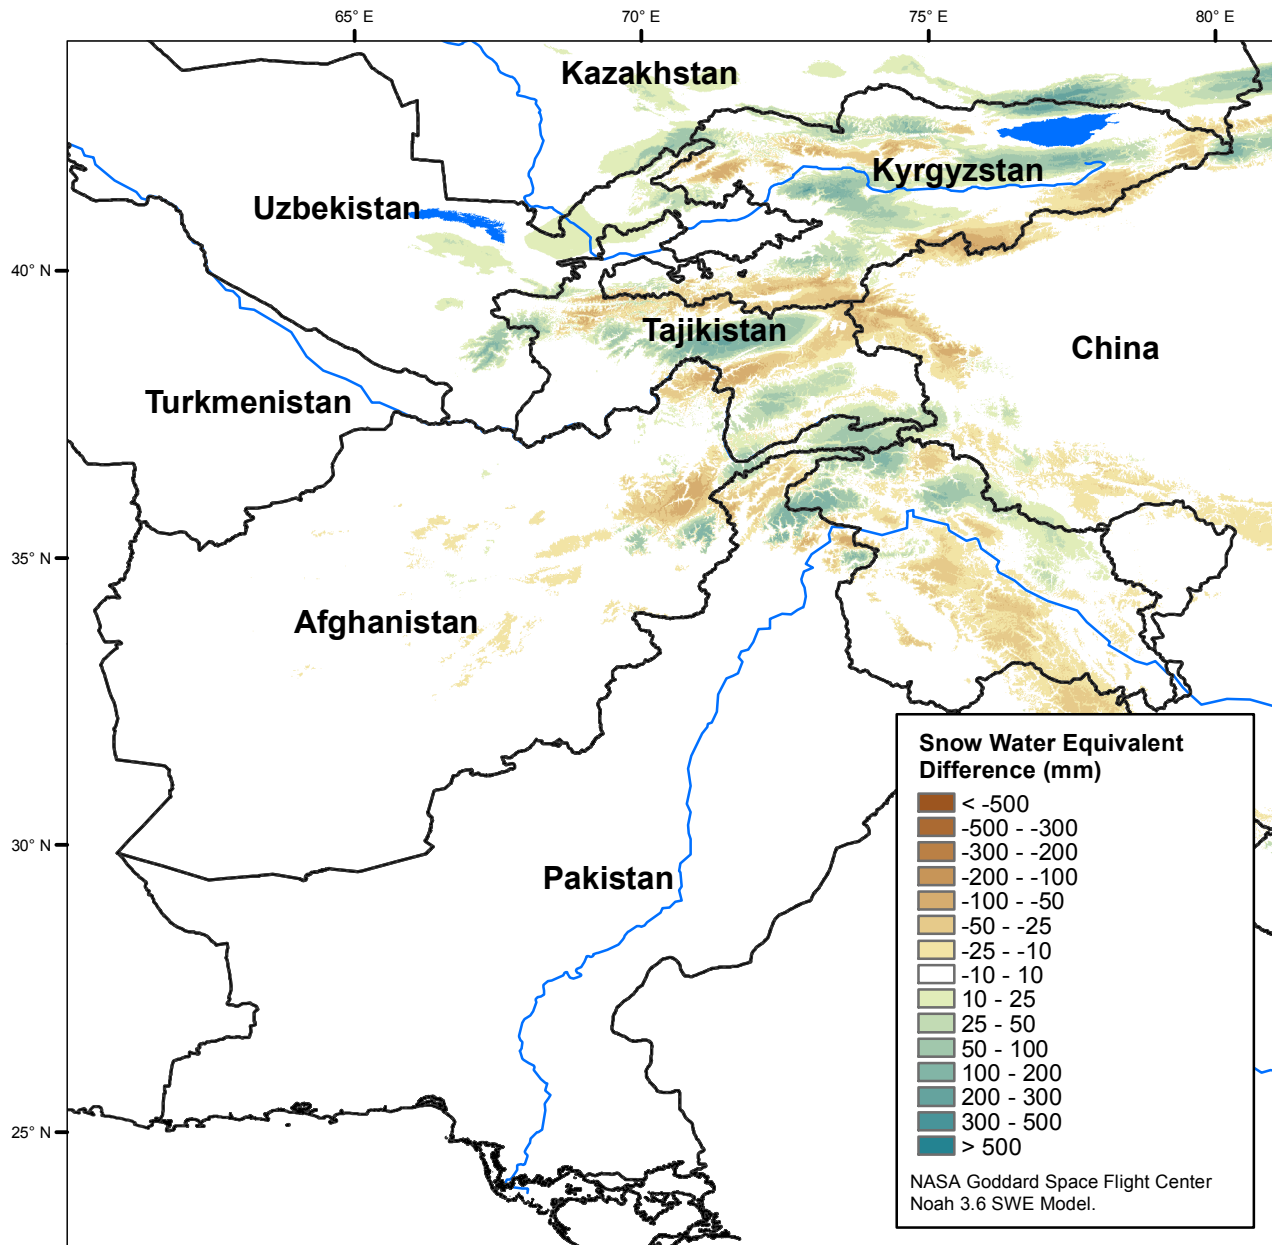 65° E
70° E
75° E
80° E
Kazakhstan
Kyrgyzstan
Uzbekistan
40° N
Tajikistan
China
Turkmenistan
35° N
Afghanistan
Snow Water Equivalent
Difference (mm)
< -500
-500 - -300
-300 - -200
-200 - -100
-100 - -50
-50 - -25
-25 - -10
-10 - 10
10 - 25
25 - 50
50 - 100
100 - 200
200 - 300
300 - 500
> 500
NASA Goddard Space Flight Center
Noah 3.6 SWE Model.
30° N
Pakistan
25° N